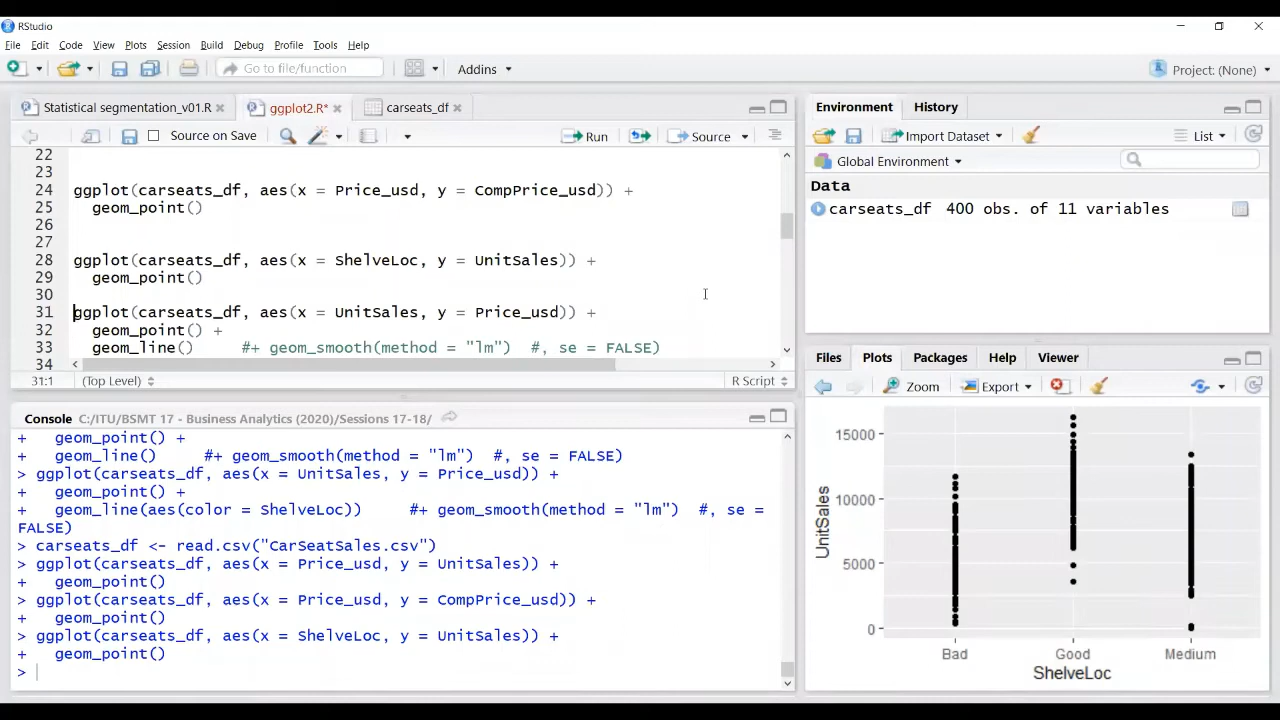 RStudio
File Edit Code View Plots Session Build Debug Profile Tools Help
Go to file/function Addins Project: (None)
Statistical segmentation_v01.R ggplot2.R* carseats_df
Source on Save Run Source
22
23
24 ggplot(carseats_df, aes(x = Price_usd, y = CompPrice_usd)) +
25 geom_point()
26
27
28 ggplot(carseats_df, aes(x = ShelveLoc, y = UnitSales)) +
29 geom_point()
30
31 ggplot(carseats_df, aes(x = UnitSales, y = Price_usd)) +
32 geom_point() +
33 geom_line() #+ geom_smooth(method = "lm") #, se = FALSE)
34
31:1 (Top Level) R Script
Console C:/ITU/BSMT 17 - Business Analytics (2020)/Sessions 17-18/
+ geom_point() +
+ geom_line() #+ geom_smooth(method = "lm") #, se = FALSE)
> ggplot(carseats_df, aes(x = UnitSales, y = Price_usd)) +
+ geom_point() +
+ geom_line(aes(color = ShelveLoc)) #+ geom_smooth(method = "lm") #, se =
FALSE)
> carseats_df <- read.csv("CarSeatSales.csv")
> ggplot(carseats_df, aes(x = Price_usd, y = UnitSales)) +
+ geom_point()
> ggplot(carseats_df, aes(x = Price_usd, y = CompPrice_usd)) +
+ geom_point()
> ggplot(carseats_df, aes(x = ShelveLoc, y = UnitSales)) +
+ geom_point()
>
Environment History
Import Dataset List
Global Environment
Data
carseats_df 400 obs. of 11 variables
Files Plots Packages Help Viewer
Zoom Export
15000
10000
5000
0
UnitSales
Bad Good Medium
ShelveLoc